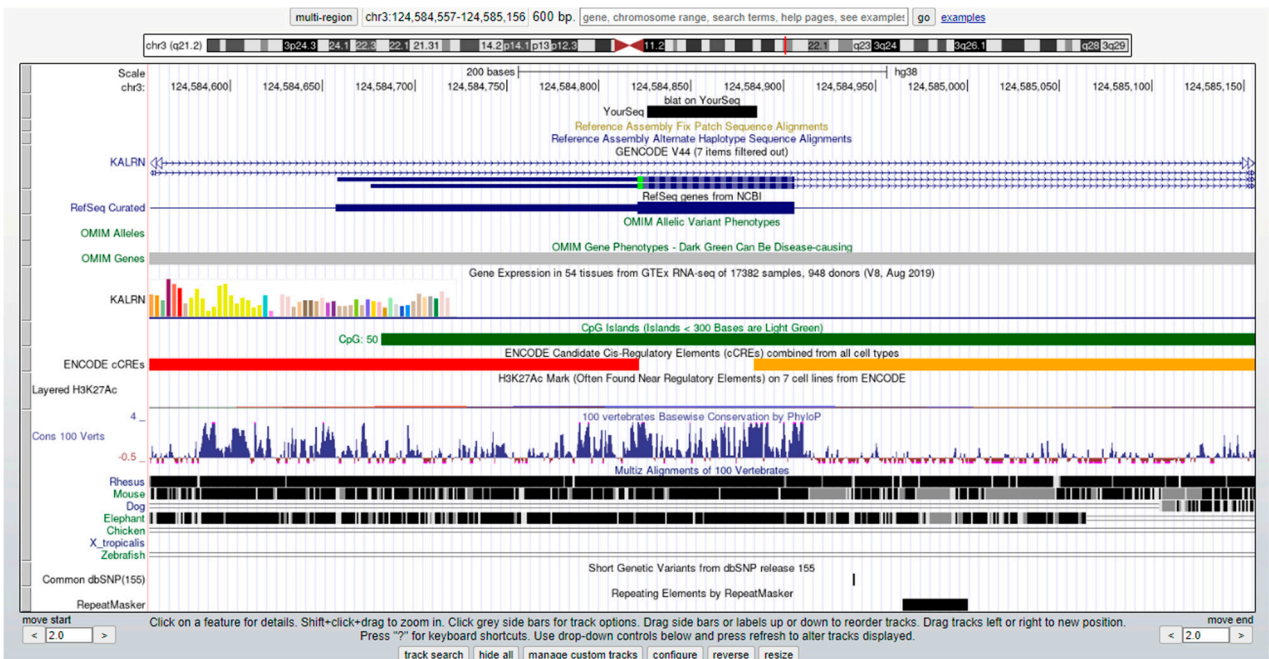 multi-region chr3:124,584,557-124,585,156 600 bp. gene, chromosome range, search terms, help pages, see examples go examples
chr3 (q21.2) 3p24.3 24.1 22.3 22.1 21.31 14.2 p14.1 p13 p12.3 11.2 22.1 q23 3q24 3q26.1 q28 3q29
Scale 200 bases hg38
chr3: 124,584,600 124,584,650 124,584,700 124,584,750 124,584,800 124,584,850 124,584,900 124,584,950 124,585,000 124,585,050 124,585,100 124,585,150
blat on YourSeq
YourSeq
Reference Assembly Fix Patch Sequence Alignments
Reference Assembly Alternate Haplotype Sequence Alignments
GENCODE V44 (7 items filtered out)
KALRN
RefSeq genes from NCBI
RefSeq Curated
OMIM Allelic Variant Phenotypes
OMIM Alleles
OMIM Gene Phenotypes - Dark Green Can Be Disease-causing
OMIM Genes
Gene Expression in 54 tissues from GTEx RNA-seq of 17382 samples, 948 donors (V8, Aug 2019)
KALRN
CpG Islands (Islands < 300 Bases are Light Green)
CpG: 50
ENCODE Candidate Cis-Regulatory Elements (cCREs) combined from all cell types
ENCODE cCREs
H3K27Ac Mark (Often Found Near Regulatory Elements) on 7 cell lines from ENCODE
Layered H3K27Ac
4 _ 100 vertebrates Basewise Conservation by PhyloP
Cons 100 Verts
-0.5 _
Multiz Alignments of 100 Vertebrates
Rhesus
Mouse
Dog
Elephant
Chicken
X_tropicalis
Zebrafish
Short Genetic Variants from dbSNP release 155
Common dbSNP(155)
Repeating Elements by RepeatMasker
RepeatMasker
move start Click on a feature for details. Shift+click+drag to zoom in. Click grey side bars for track options. Drag side bars or labels up or down to reorder tracks. Drag tracks left or right to new position. move end
< 2.0 > Press "?" for keyboard shortcuts. Use drop-down controls below and press refresh to alter tracks displayed. < 2.0 >
track search hide all manage custom tracks configure reverse resize